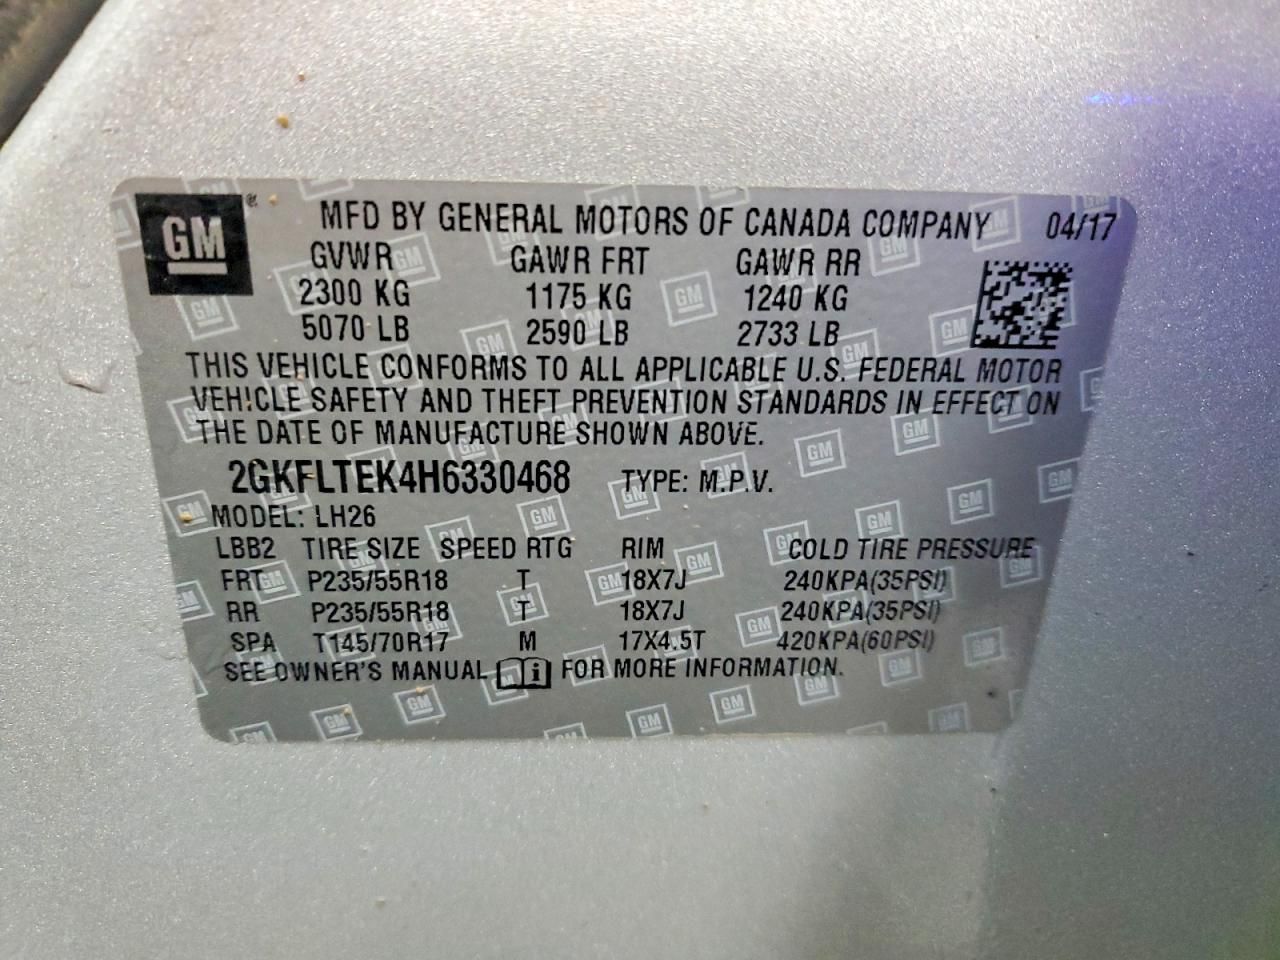 GM ® MFD BY GENERAL MOTORS OF CANADA COMPANY 04/17
GVWR GAWR FRT GAWR RR
2300 KG 1175 KG 1240 KG
5070 LB 2590 LB 2733 LB
THIS VEHICLE CONFORMS TO ALL APPLICABLE U.S. FEDERAL MOTOR
VEHICLE SAFETY AND THEFT PREVENTION STANDARDS IN EFFECT ON
THE DATE OF MANUFACTURE SHOWN ABOVE.
2GKFLTEK4H6330468 TYPE: M.P.V.
MODEL: LH26
LBB2 TIRE SIZE SPEED RTG RIM COLD TIRE PRESSURE
FRT P235/55R18 T 18X7J 240KPA(35PSI)
RR P235/55R18 T 18X7J 240KPA(35PSI)
SPA T145/70R17 M 17X4.5T 420KPA(60PSI)
SEE OWNER'S MANUAL i FOR MORE INFORMATION.